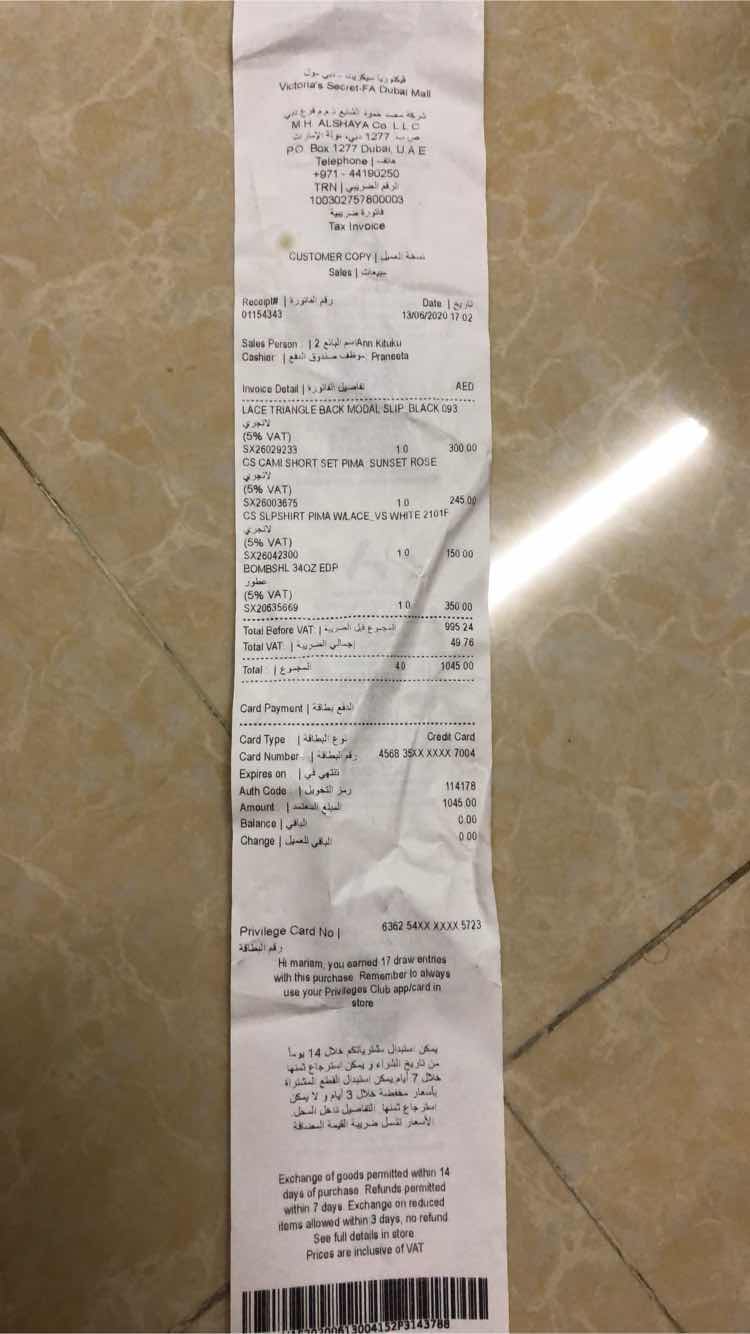 فيكتوريا سيكريت - دبي مول
Victoria's Secret-FA Dubai Mall
شركة محمد حمود الشايع ذ.م.م فرع دبي
M.H. ALSHAYA Co. L.L.C
ص.ب. 1277 دبي، دولة الإمارات
P.O. Box 1277 Dubai, U.A.E
Telephone | هاتف
+971 - 44190250
TRN | الرقم الضريبي
100302757800003
فاتورة ضريبية
Tax Invoice
CUSTOMER COPY | نسخة العميل
Sales | مبيعات
Receipt# | رقم الفاتورة Date | تاريخ
01154343 13/06/2020 17:02
Sales Person | اسم البائع 2 Ann Kituku
Cashier | موظف صندوق الدفع Praneeta
Invoice Detail | تفاصيل الفاتورة AED
LACE TRIANGLE BACK MODAL SLIP BLACK 093
لانجري
(5% VAT)
SX26029233 1.0 300.00
CS CAMI SHORT SET PIMA SUNSET ROSE
لانجري
(5% VAT)
SX26003675 1.0 245.00
CS SLPSHIRT PIMA W/LACE_VS WHITE 2101F
لانجري
(5% VAT)
SX26042300 1.0 150.00
BOMBSHL 34OZ EDP
عطور
(5% VAT)
SX20635669 1.0 350.00
Total Before VAT: | المجموع قبل الضريبة 995.24
Total VAT: | إجمالي الضريبة 49.76
Total : | المجموع 4.0 1045.00
Card Payment | الدفع بطاقة
Card Type | نوع البطاقة Credit Card
Card Number : | رقم البطاقة 4568 35XX XXXX 7004
Expires on | تنتهي في
Auth Code : | رمز التخويل 114178
Amount | المبلغ المعتمد 1045.00
Balance | الباقي 0.00
Change | الباقي للعميل 0.00
Privilege Card No | 6362 54XX XXXX 5723
رقم البطاقة
Hi mariam, you earned 17 draw entries
with this purchase. Remember to always
use your Privileges Club app/card in
store
يمكن استبدال مشترياتكم خلال 14 يوماً
من تاريخ الشراء و يمكن استرجاع ثمنها
خلال 7 أيام.يمكن استبدال القطع المشتراة
بأسعار مخفضة خلال 3 أيام و لا يمكن
استرجاع ثمنها. التفاصيل داخل المحل.
الأسعار تشمل ضريبة القيمة المضافة
Exchange of goods permitted within 14
days of purchase. Refunds permitted
within 7 days. Exchange on reduced
items allowed within 3 days, no refund.
See full details in store.
Prices are inclusive of VAT